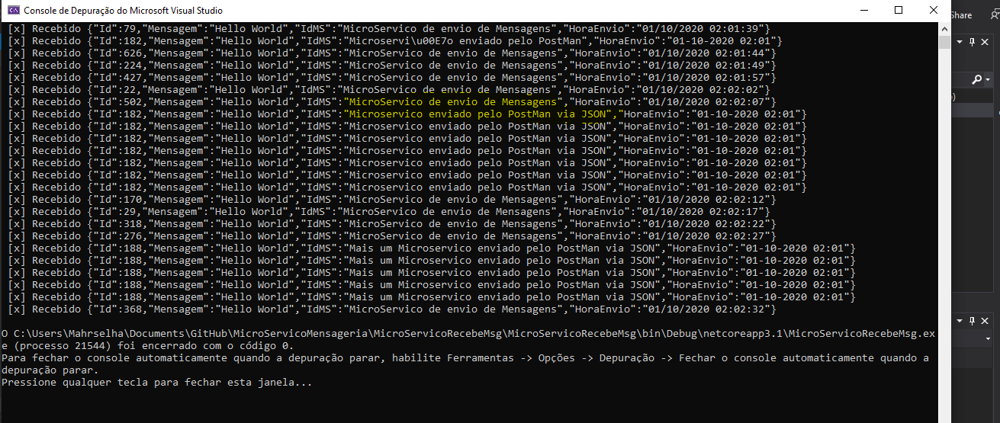 Console de Depuração do Microsoft Visual Studio
Share
[x] Recebido {"Id":79,"Mensagem":"Hello World","IdMS":"MicroServico de envio de Mensagens","HoraEnvio":"01/10/2020 02:01:39"}
[x] Recebido {"Id":182,"Mensagem":"Hello World","IdMS":"Microservi\u00E7o enviado pelo PostMan","HoraEnvio":"01-10-2020 02:01"}
[x] Recebido {"Id":626,"Mensagem":"Hello World","IdMS":"MicroServico de envio de Mensagens","HoraEnvio":"01/10/2020 02:01:44"}
[x] Recebido {"Id":224,"Mensagem":"Hello World","IdMS":"MicroServico de envio de Mensagens","HoraEnvio":"01/10/2020 02:01:49"}
[x] Recebido {"Id":427,"Mensagem":"Hello World","IdMS":"MicroServico de envio de Mensagens","HoraEnvio":"01/10/2020 02:01:57"}
[x] Recebido {"Id":22,"Mensagem":"Hello World","IdMS":"MicroServico de envio de Mensagens","HoraEnvio":"01/10/2020 02:02:02"}
[x] Recebido {"Id":502,"Mensagem":"Hello World","IdMS":"MicroServico de envio de Mensagens","HoraEnvio":"01/10/2020 02:02:07"}
[x] Recebido {"Id":182,"Mensagem":"Hello World","IdMS":"Microservico enviado pelo PostMan via JSON","HoraEnvio":"01-10-2020 02:01"}
[x] Recebido {"Id":182,"Mensagem":"Hello World","IdMS":"Microservico enviado pelo PostMan via JSON","HoraEnvio":"01-10-2020 02:01"}
[x] Recebido {"Id":182,"Mensagem":"Hello World","IdMS":"Microservico enviado pelo PostMan via JSON","HoraEnvio":"01-10-2020 02:01"}
[x] Recebido {"Id":182,"Mensagem":"Hello World","IdMS":"Microservico enviado pelo PostMan via JSON","HoraEnvio":"01-10-2020 02:01"}
[x] Recebido {"Id":182,"Mensagem":"Hello World","IdMS":"Microservico enviado pelo PostMan via JSON","HoraEnvio":"01-10-2020 02:01"}
[x] Recebido {"Id":182,"Mensagem":"Hello World","IdMS":"Microservico enviado pelo PostMan via JSON","HoraEnvio":"01-10-2020 02:01"}
[x] Recebido {"Id":182,"Mensagem":"Hello World","IdMS":"Microservico enviado pelo PostMan via JSON","HoraEnvio":"01-10-2020 02:01"}
[x] Recebido {"Id":170,"Mensagem":"Hello World","IdMS":"MicroServico de envio de Mensagens","HoraEnvio":"01/10/2020 02:02:12"}
[x] Recebido {"Id":29,"Mensagem":"Hello World","IdMS":"MicroServico de envio de Mensagens","HoraEnvio":"01/10/2020 02:02:17"}
[x] Recebido {"Id":318,"Mensagem":"Hello World","IdMS":"MicroServico de envio de Mensagens","HoraEnvio":"01/10/2020 02:02:22"}
[x] Recebido {"Id":276,"Mensagem":"Hello World","IdMS":"MicroServico de envio de Mensagens","HoraEnvio":"01/10/2020 02:02:27"}
[x] Recebido {"Id":188,"Mensagem":"Hello World","IdMS":"Mais um Microservico enviado pelo PostMan via JSON","HoraEnvio":"01-10-2020 02:01"}
[x] Recebido {"Id":188,"Mensagem":"Hello World","IdMS":"Mais um Microservico enviado pelo PostMan via JSON","HoraEnvio":"01-10-2020 02:01"}
[x] Recebido {"Id":188,"Mensagem":"Hello World","IdMS":"Mais um Microservico enviado pelo PostMan via JSON","HoraEnvio":"01-10-2020 02:01"}
[x] Recebido {"Id":188,"Mensagem":"Hello World","IdMS":"Mais um Microservico enviado pelo PostMan via JSON","HoraEnvio":"01-10-2020 02:01"}
[x] Recebido {"Id":188,"Mensagem":"Hello World","IdMS":"Mais um Microservico enviado pelo PostMan via JSON","HoraEnvio":"01-10-2020 02:01"}
[x] Recebido {"Id":368,"Mensagem":"Hello World","IdMS":"MicroServico de envio de Mensagens","HoraEnvio":"01/10/2020 02:02:32"}
O C:\Users\Mahrselha\Documents\GitHub\MicroServicoMensageria\MicroServicoRecebeMsg\MicroServicoRecebeMsg\bin\Debug\netcoreapp3.1\MicroServicoRecebeMsg.ex
e (processo 21544) foi encerrado com o código 0.
Para fechar o console automaticamente quando a depuração parar, habilite Ferramentas -> Opções -> Depuração -> Fechar o console automaticamente quando a
depuração parar.
Pressione qualquer tecla para fechar esta janela...